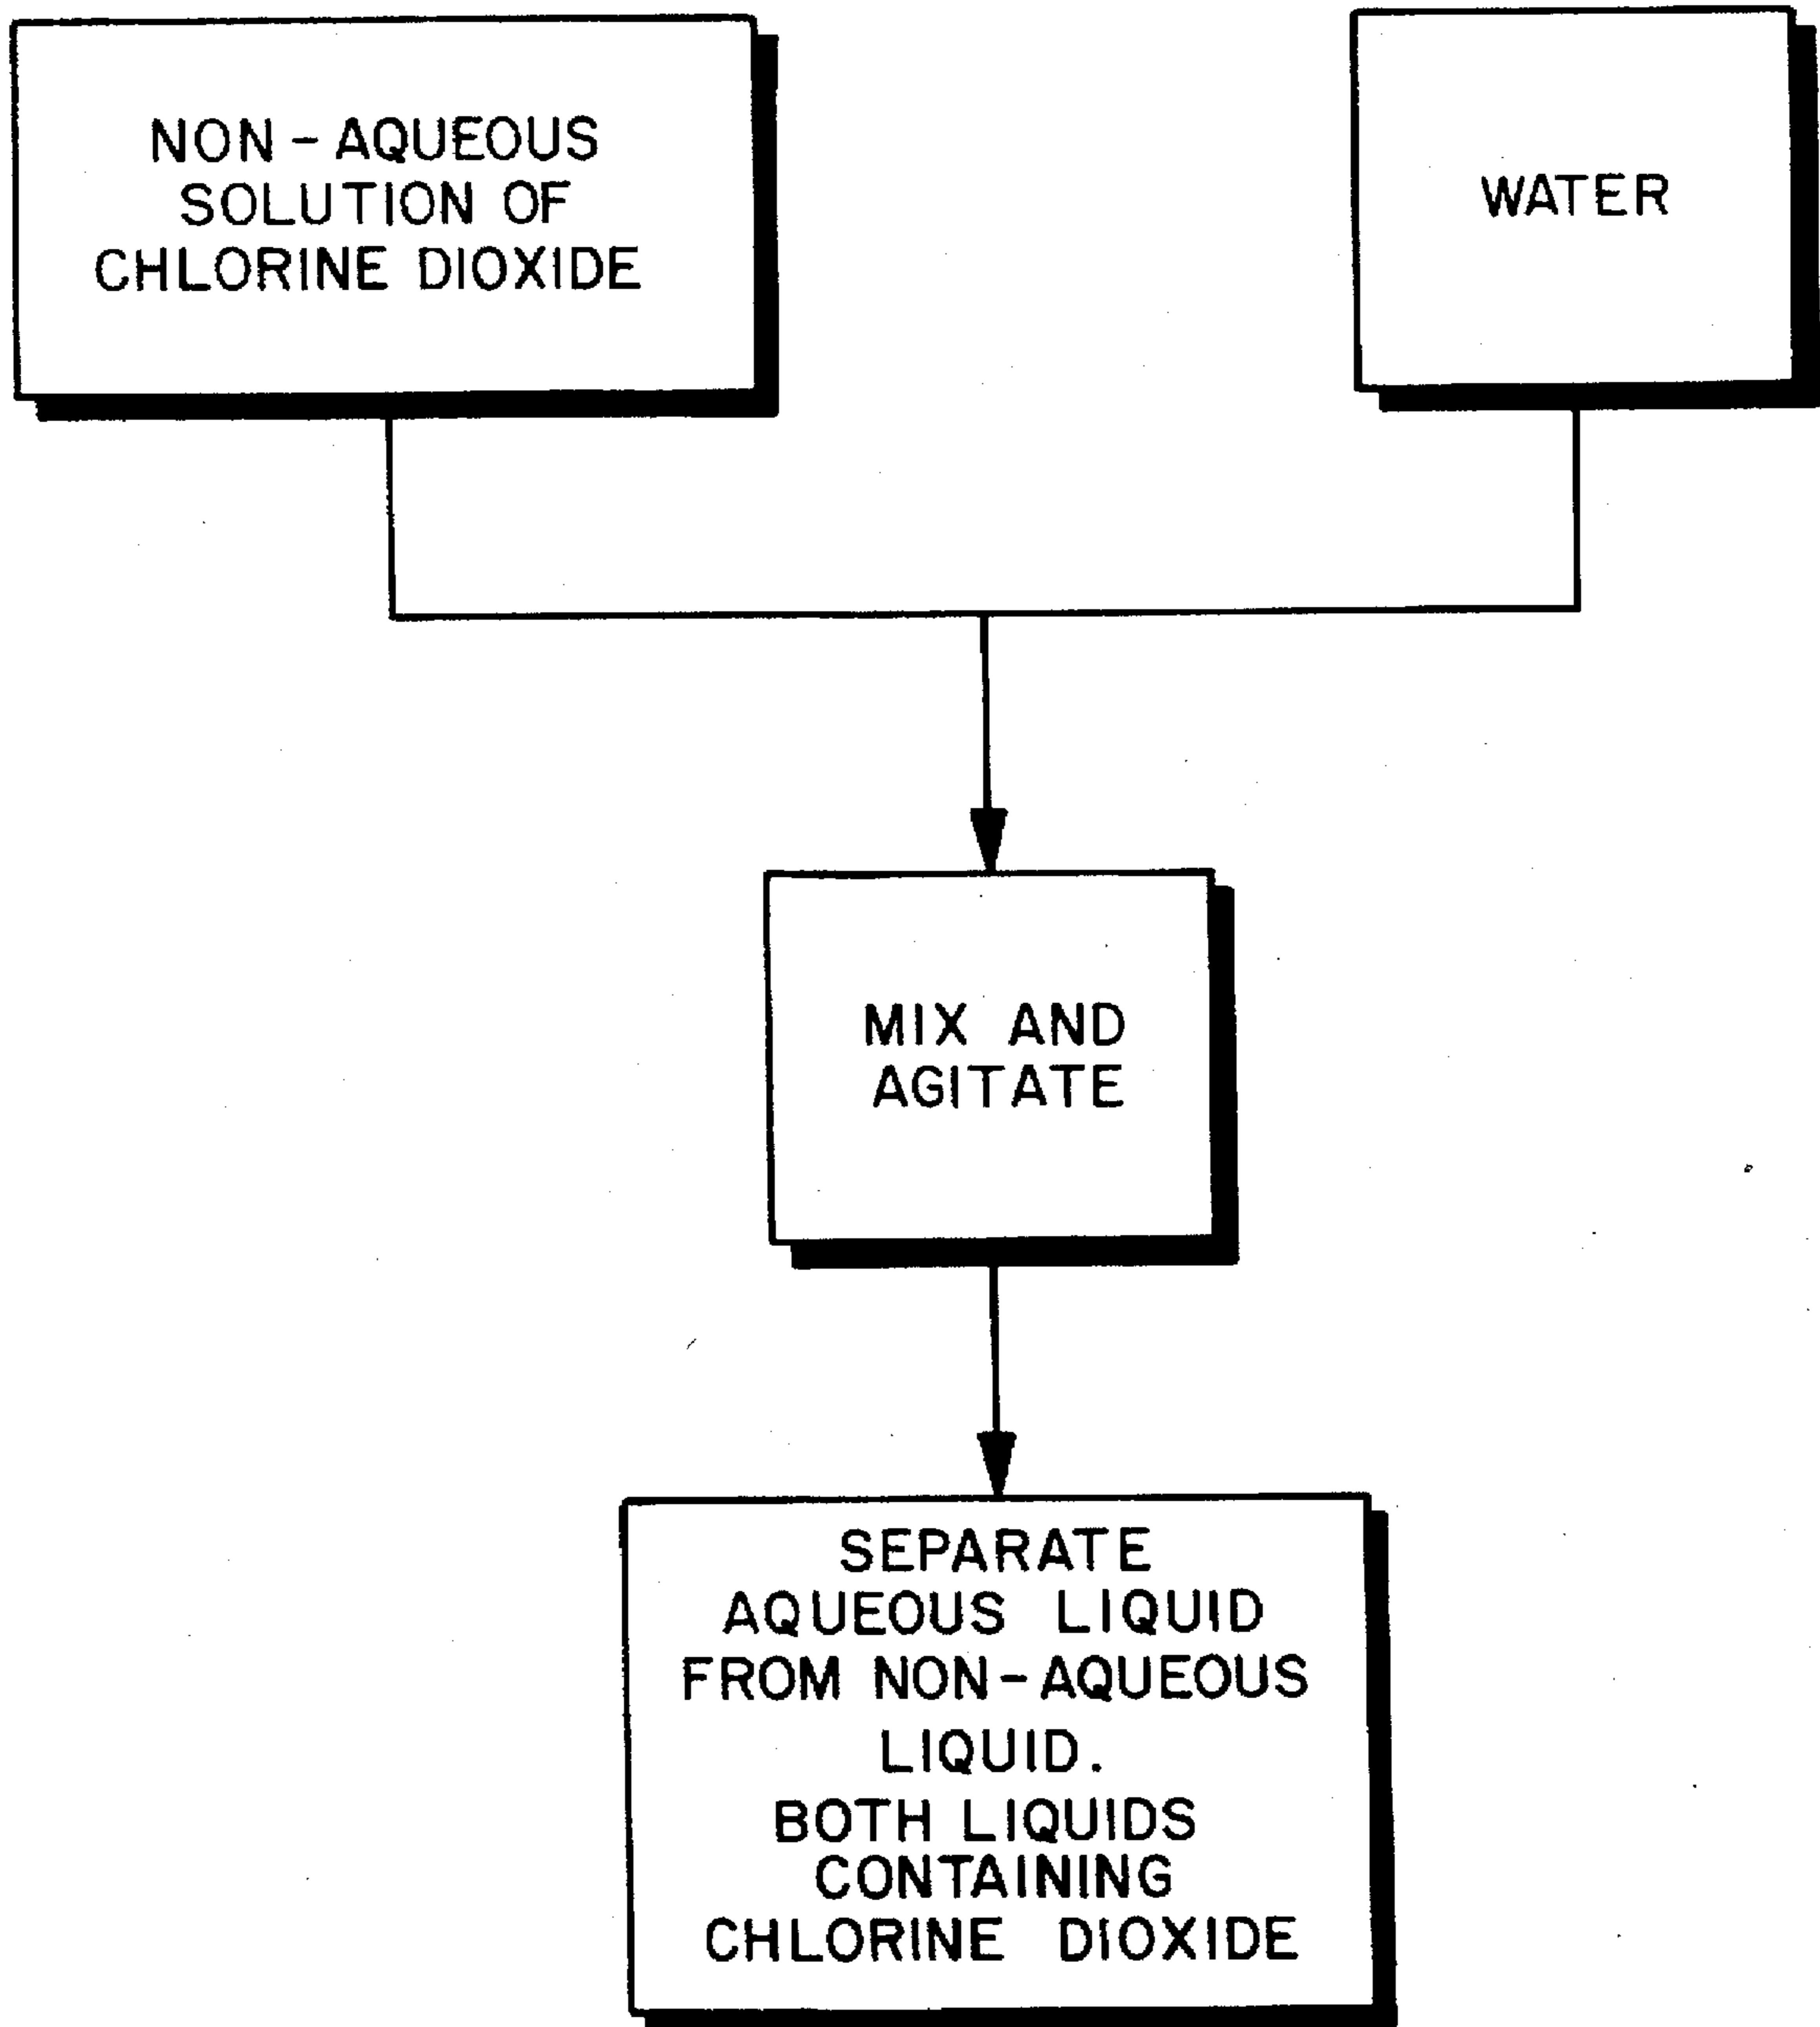 NON-AQUEOUS
SOLUTION OF
CHLORINE DIOXIDE
WATER
MIX AND
AGITATE
SEPARATE
AQUEOUS LIQUID
FROM NON-AQUEOUS
LIQUID.
BOTH LIQUIDS
CONTAINING
CHLORINE DIOXIDE